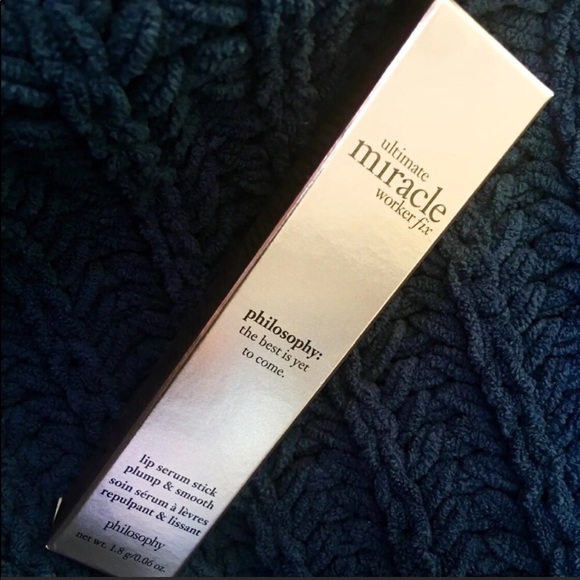 ultimate
miracle
worker fix
philosophy:
the best is yet
to come.
lip serum stick
plump & smooth
soin sérum à lèvres
repulpant & lissant
philosophy
net wt. 1.8 g/0.06 oz.